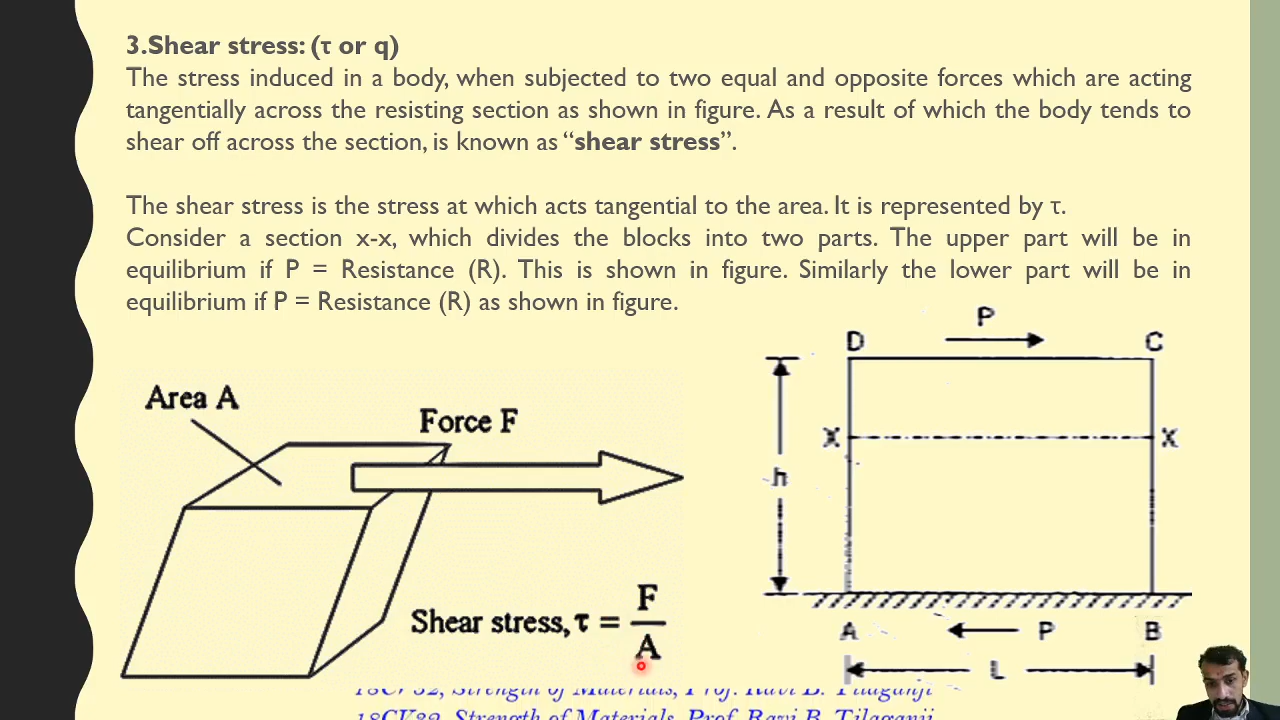 3.Shear stress: (τ or q)
The stress induced in a body, when subjected to two equal and opposite forces which are acting
tangentially across the resisting section as shown in figure. As a result of which the body tends to
shear off across the section, is known as “shear stress”.
The shear stress is the stress at which acts tangential to the area. It is represented by τ.
Consider a section x-x, which divides the blocks into two parts. The upper part will be in
equilibrium if P = Resistance (R). This is shown in figure. Similarly the lower part will be in
equilibrium if P = Resistance (R) as shown in figure.
Area A
Force F
Shear stress, τ = F
A
P
D C
X X
h
A P B
L
Strength of Materials, Prof. Ravi B. Tilaganji
Strength of Materials, Prof. Ravi B. Tilaganji